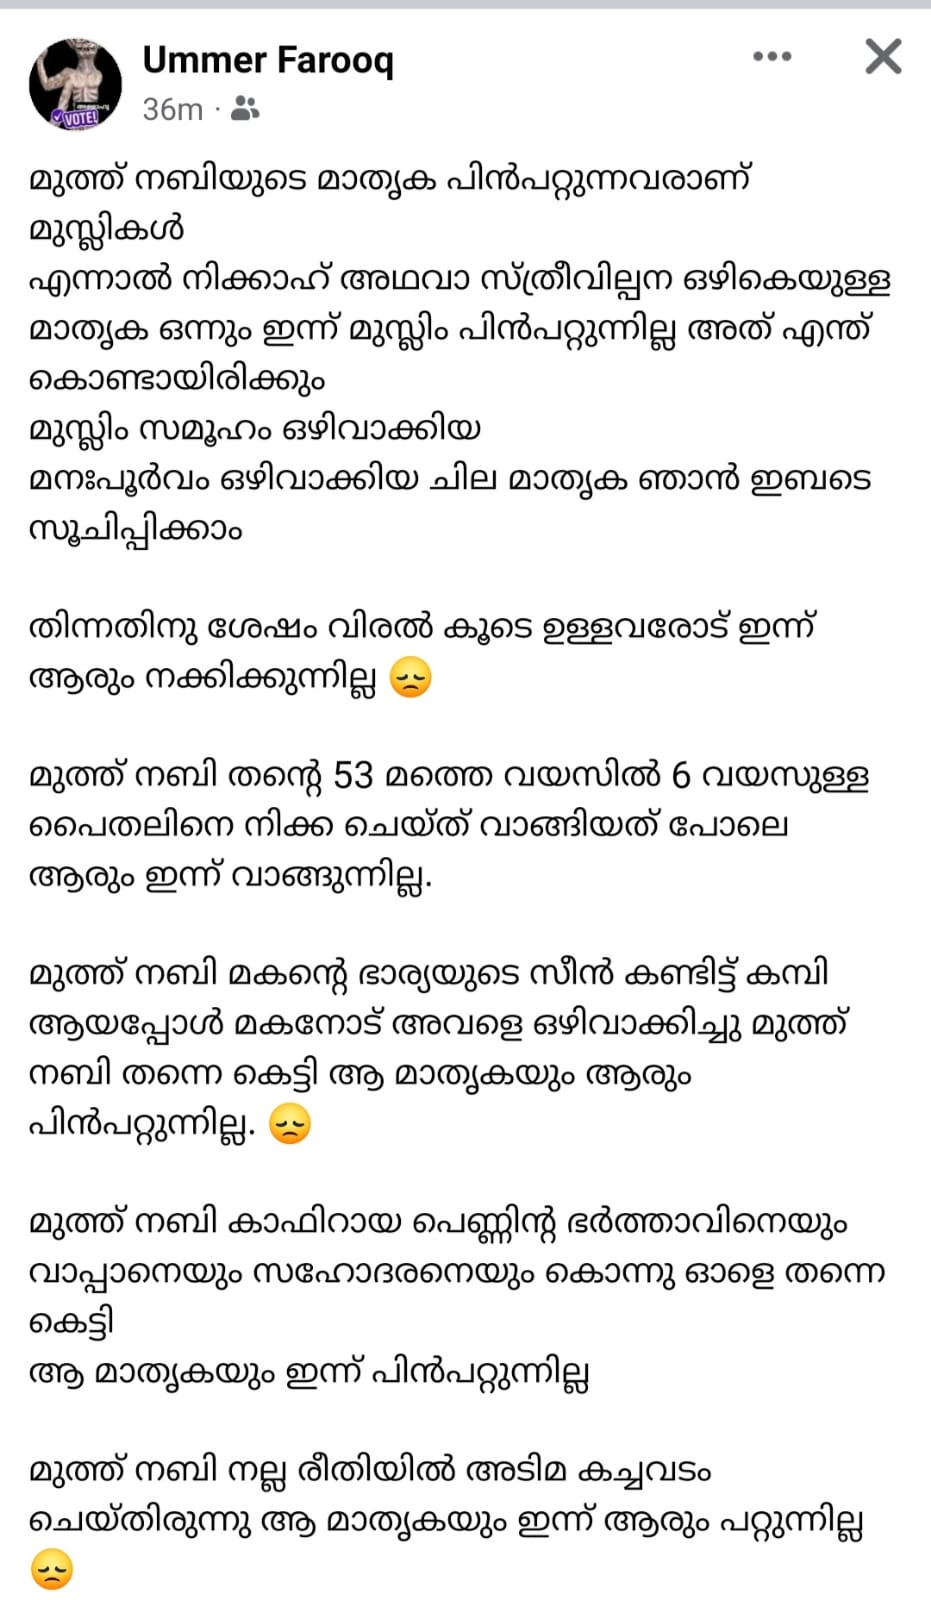 Ummer Farooq
36m ·
VOTE!
മുത്ത് നബിയുടെ മാതൃക പിൻപറ്റുന്നവരാണ്
മുസ്ലികൾ
എന്നാൽ നിക്കാഹ് അഥവാ സ്ത്രീവില്പന ഒഴികെയുള്ള
മാതൃക ഒന്നും ഇന്ന് മുസ്ലിം പിൻപറ്റുന്നില്ല അത് എന്ത്
കൊണ്ടായിരിക്കും
മുസ്ലിം സമൂഹം ഒഴിവാക്കിയ
മനഃപൂർവം ഒഴിവാക്കിയ ചില മാതൃക ഞാൻ ഇബടെ
സൂചിപ്പിക്കാം
തിന്നതിനു ശേഷം വിരൽ കൂടെ ഉള്ളവരോട് ഇന്ന്
ആരും നക്കിക്കുന്നില്ല 😞
മുത്ത് നബി തന്റെ 53 മത്തെ വയസിൽ 6 വയസുള്ള
പൈതലിനെ നിക്ക ചെയ്ത് വാങ്ങിയത് പോലെ
ആരും ഇന്ന് വാങ്ങുന്നില്ല.
മുത്ത് നബി മകന്റെ ഭാര്യയുടെ സീൻ കണ്ടിട്ട് കമ്പി
ആയപ്പോൾ മകനോട് അവളെ ഒഴിവാക്കിച്ചു മുത്ത്
നബി തന്നെ കെട്ടി ആ മാതൃകയും ആരും
പിൻപറ്റുന്നില്ല. 😞
മുത്ത് നബി കാഫിറായ പെണ്ണിന്റ ഭർത്താവിനെയും
വാപ്പാനെയും സഹോദരനെയും കൊന്നു ഓളെ തന്നെ
കെട്ടി
ആ മാതൃകയും ഇന്ന് പിൻപറ്റുന്നില്ല
മുത്ത് നബി നല്ല രീതിയിൽ അടിമ കച്ചവടം
ചെയ്തിരുന്നു ആ മാതൃകയും ഇന്ന് ആരും പറ്റുന്നില്ല
😞